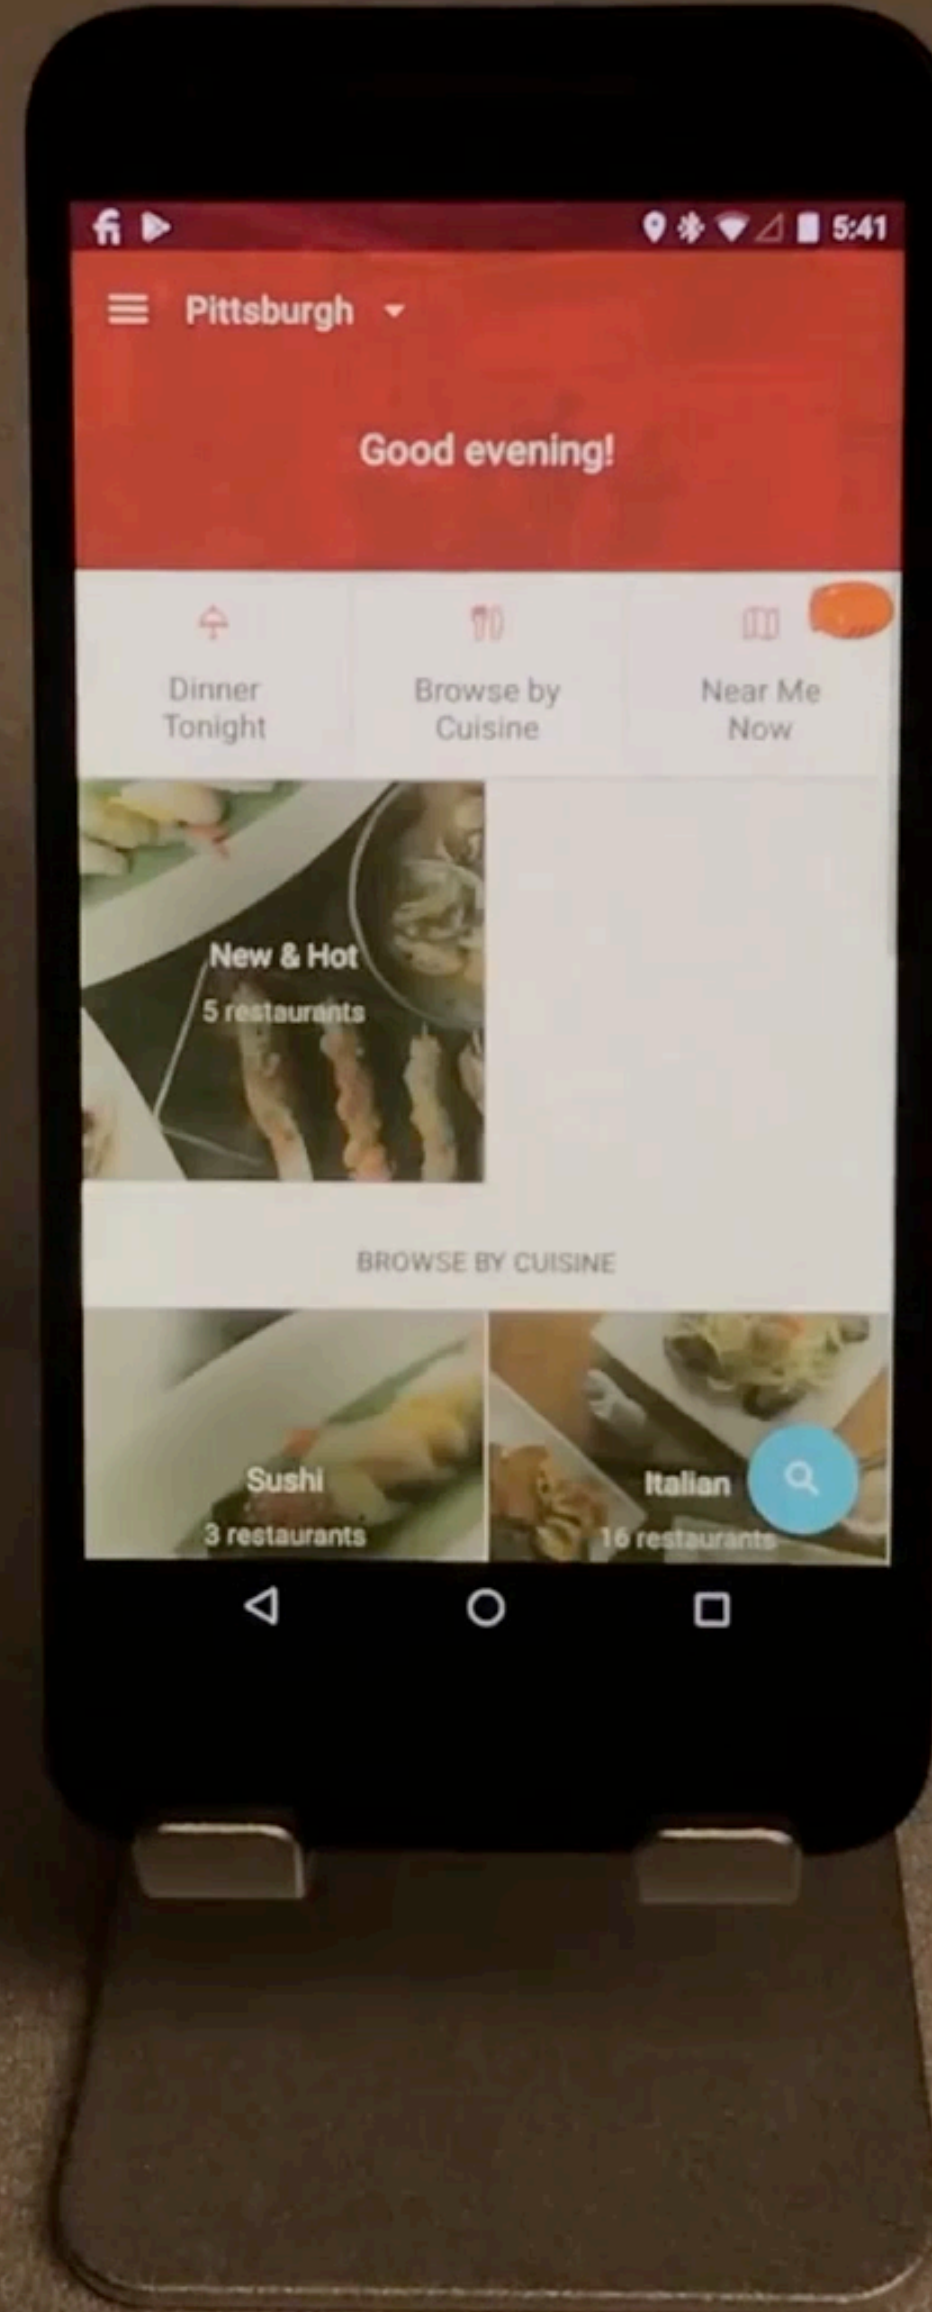 5:41
Pittsburgh
Good evening!
Dinner
Tonight
Browse by
Cuisine
Near Me
Now
New & Hot
5 restaurants
BROWSE BY CUISINE
Sushi
3 restaurants
Italian
16 restaurants